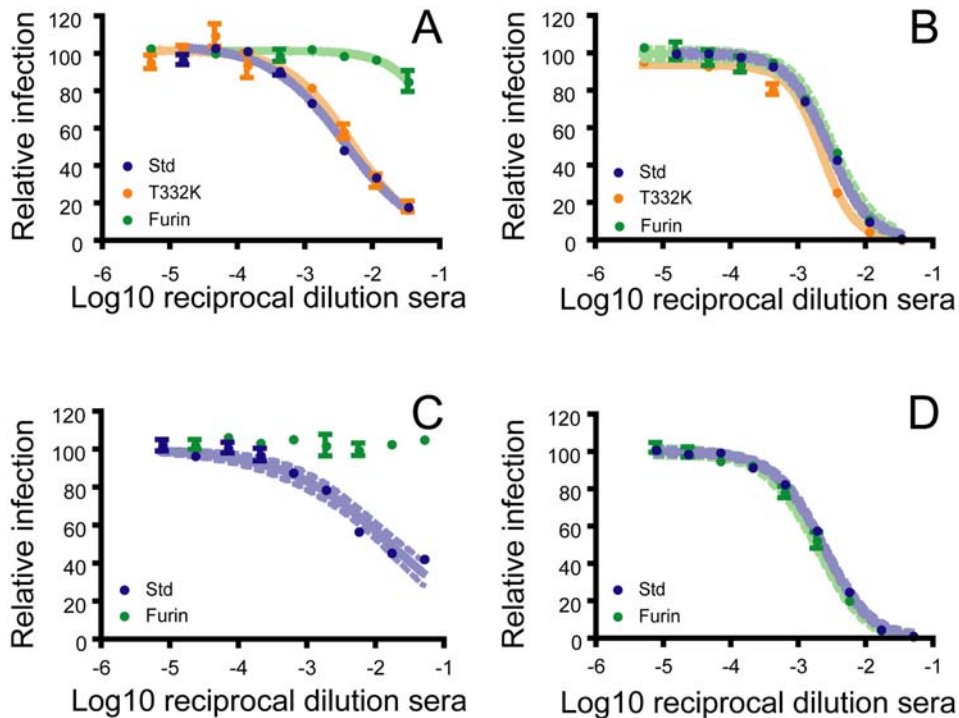 A
120
100
80
60
40
20
0
Relative infection
Std
T332K
Furin
-6 -5 -4 -3 -2 -1
Log10 reciprocal dilution sera
B
120
100
80
60
40
20
0
Relative infection
Std
T332K
Furin
-6 -5 -4 -3 -2 -1
Log10 reciprocal dilution sera
C
120
100
80
60
40
20
0
Relative infection
Std
Furin
-6 -5 -4 -3 -2 -1
Log10 reciprocal dilution sera
D
120
100
80
60
40
20
0
Relative infection
Std
Furin
-6 -5 -4 -3 -2 -1
Log10 reciprocal dilution sera